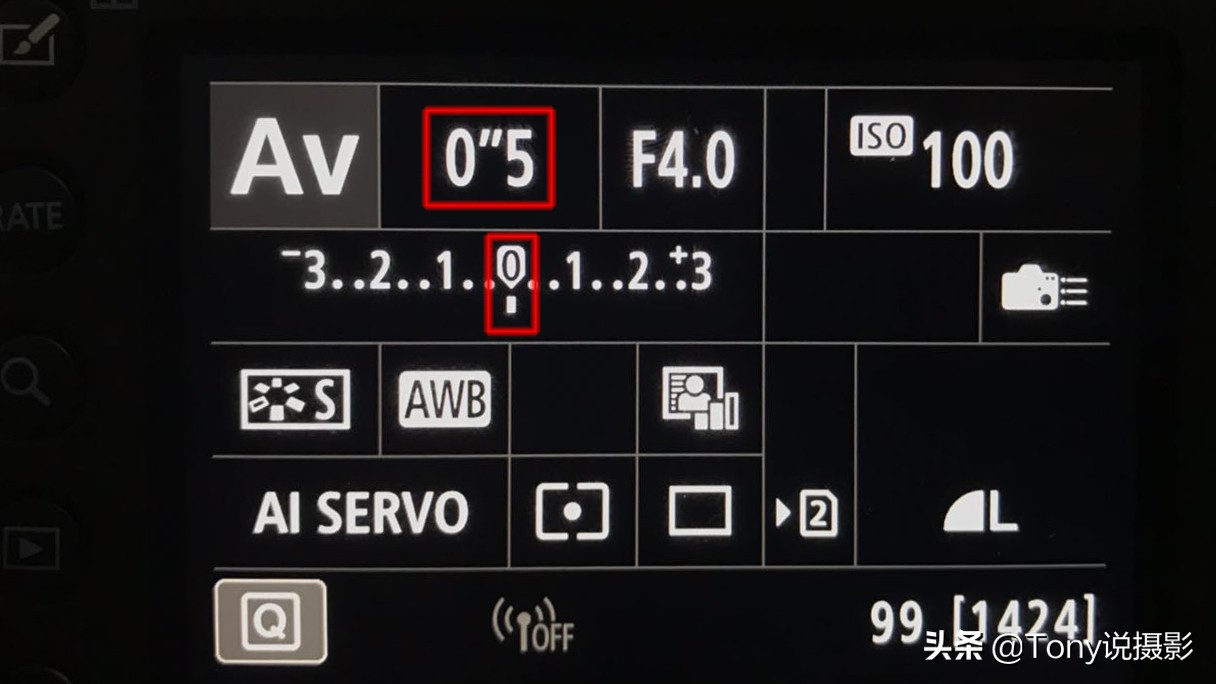 Av 0"5 F4.0 ISO 100
RATE
-3..2..1..0..1..2..+3
S AWB
AI SERVO 2 L
Q OFF 99 [1424]
头条 @Tony说摄影